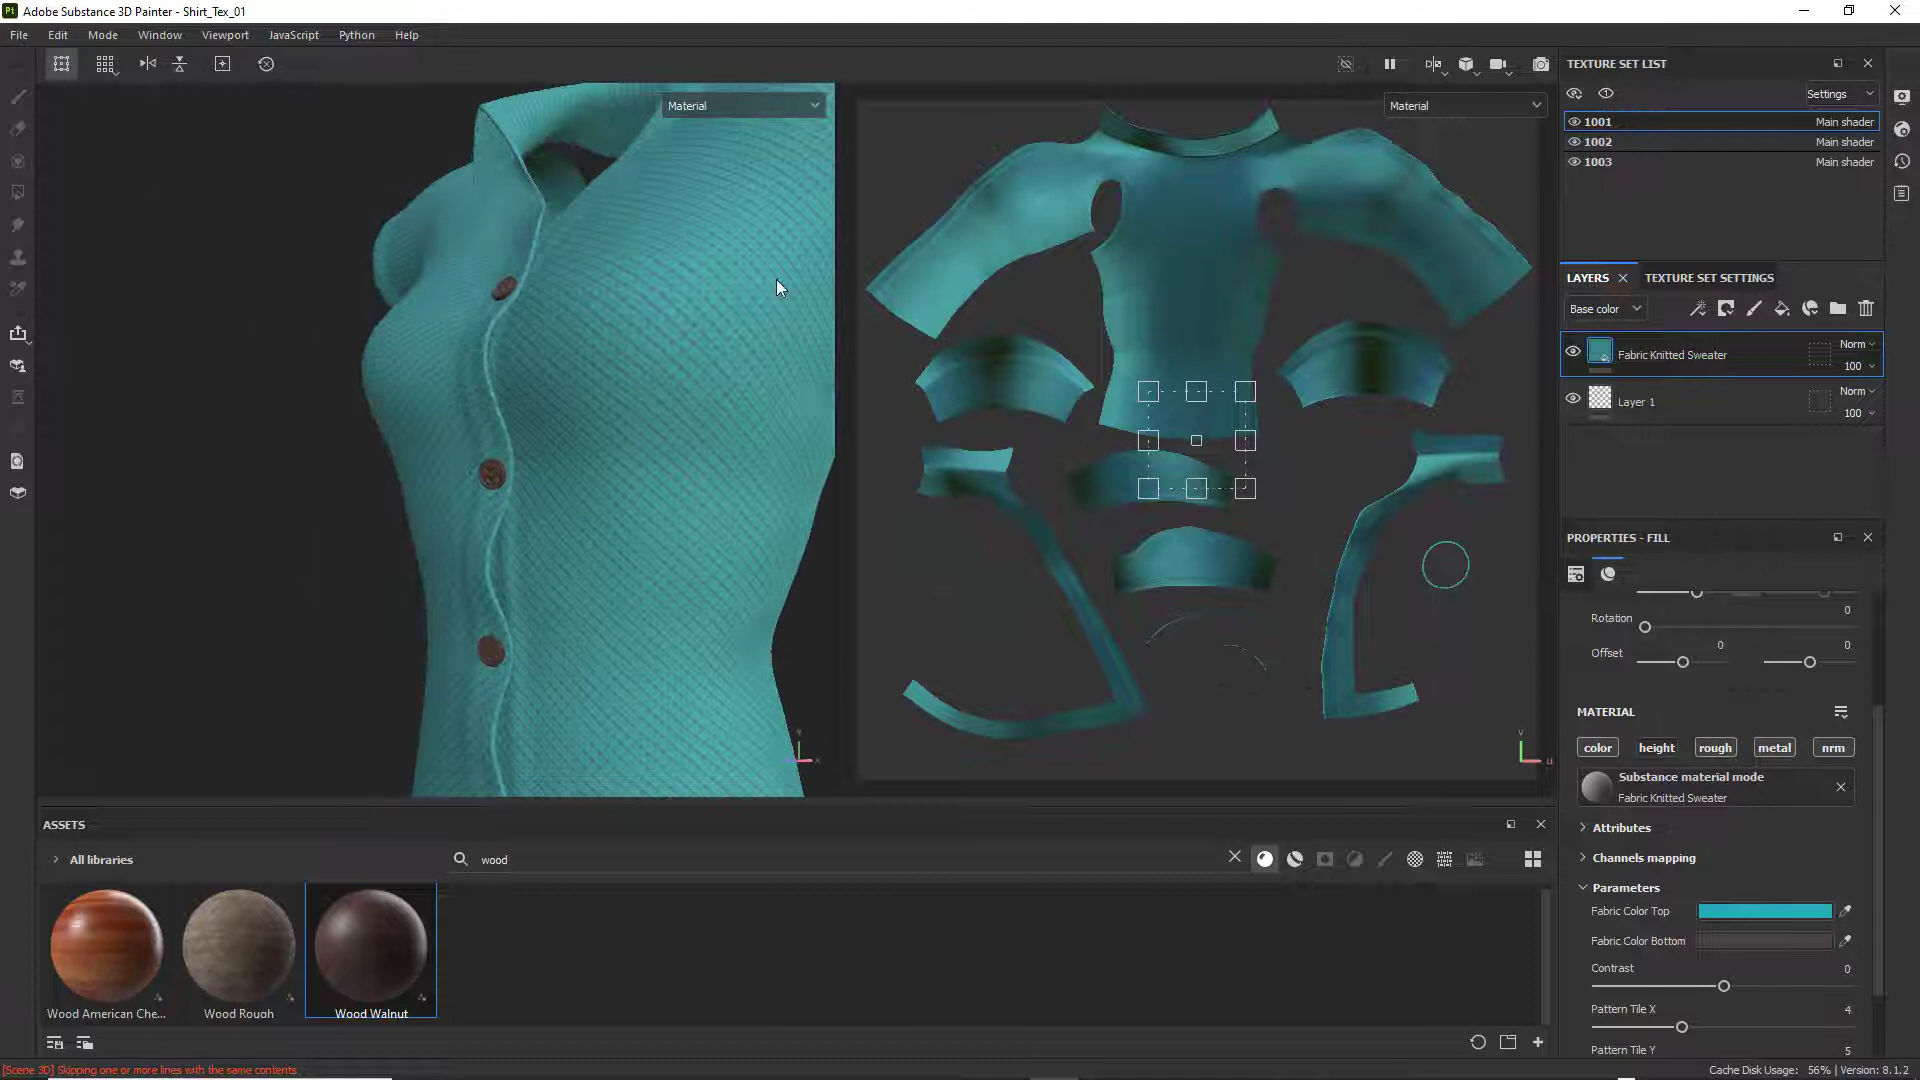 Pt Adobe Substance 3D Painter - Shirt_Tex_01
File Edit Mode Window Viewport JavaScript Python Help
Material
Material
TEXTURE SET LIST
Settings
1001 Main shader
1002 Main shader
1003 Main shader
LAYERS TEXTURE SET SETTINGS
Base color
Fabric Knitted Sweater Norm 100
Layer 1 Norm 100
PROPERTIES - FILL
Rotation 0
Offset 0 0
MATERIAL
color height rough metal nrm
Substance material mode
Fabric Knitted Sweater
Attributes
Channels mapping
Parameters
Fabric Color Top
Fabric Color Bottom
Contrast 0
Pattern Tile X 4
Pattern Tile Y 5
ASSETS
All libraries
wood
Wood American Che...
Wood Rough
Wood Walnut
[Scene 3D] Skipping one or more lines with the same contents
Cache Disk Usage: 56% | Version: 8.1.2